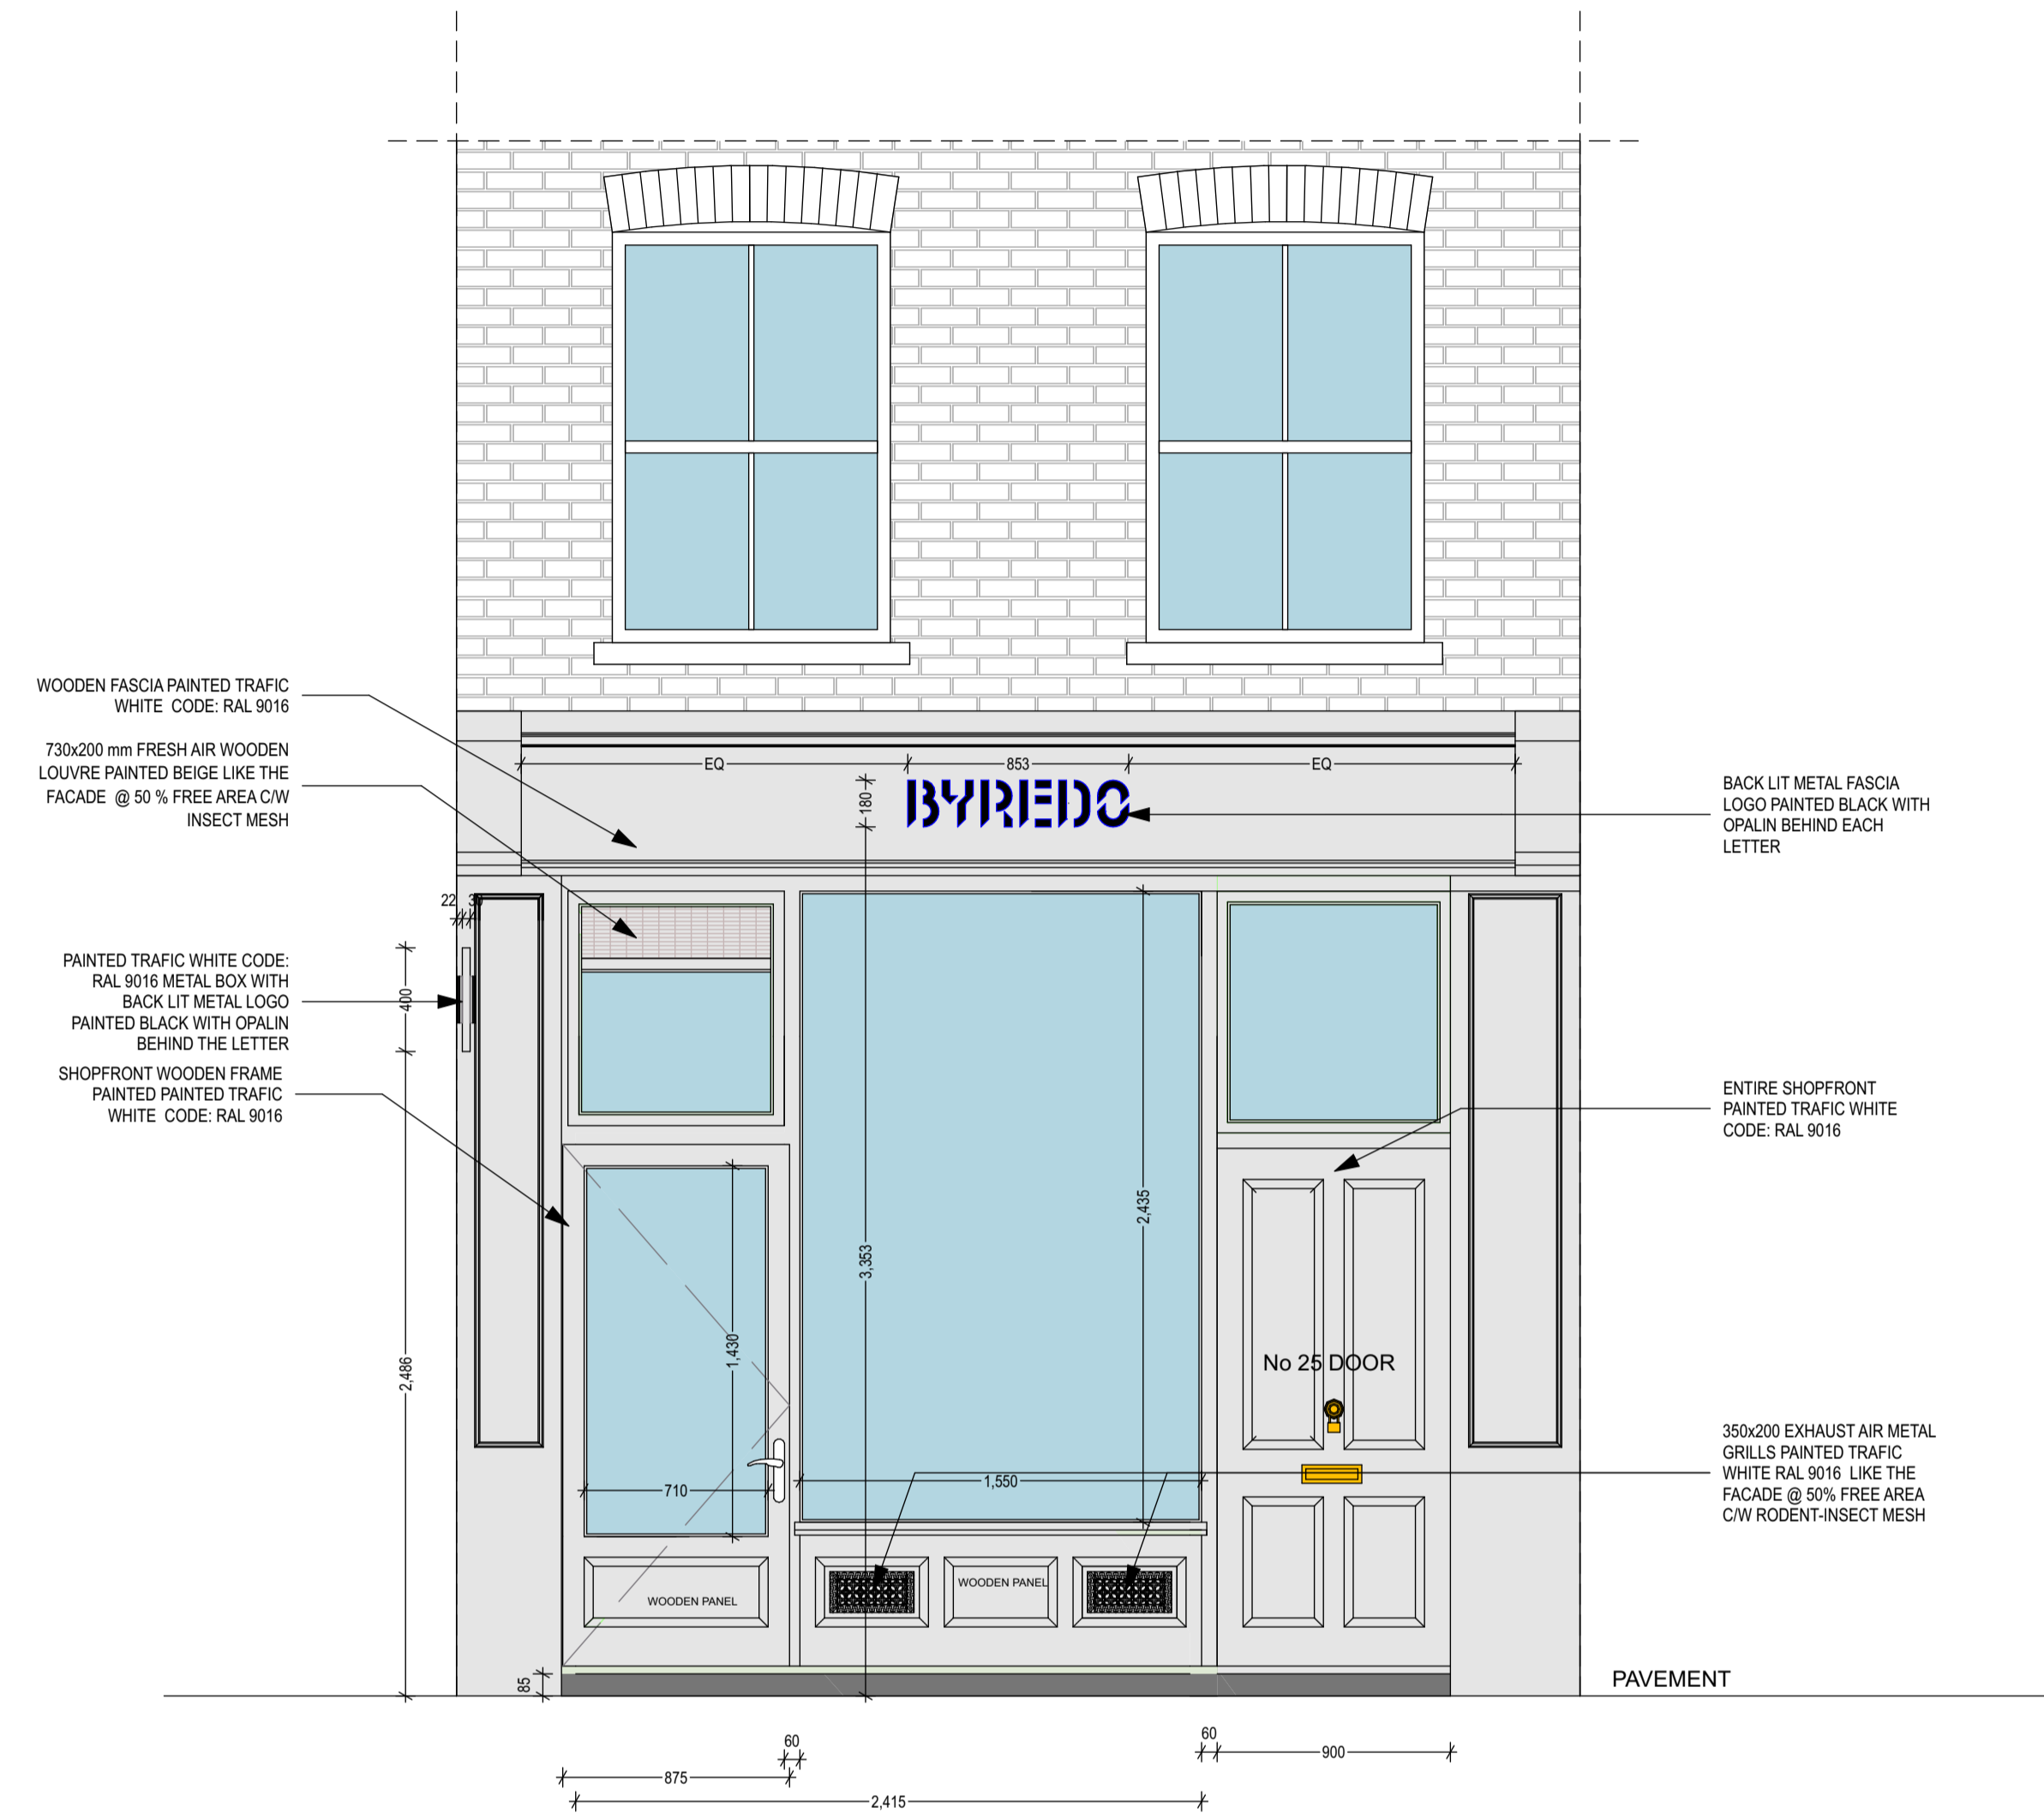 WOODEN FASCIA PAINTED TRAFIC
WHITE CODE: RAL 9016
730x200 mm FRESH AIR WOODEN
LOUVRE PAINTED BEIGE LIKE THE
FACADE @ 50 % FREE AREA C/W
INSECT MESH
EQ
853
EQ
180
BYREDO
BACK LIT METAL FASCIA
LOGO PAINTED BLACK WITH
OPALIN BEHIND EACH
LETTER
22
30
PAINTED TRAFIC WHITE CODE:
RAL 9016 METAL BOX WITH
BACK LIT METAL LOGO
PAINTED BLACK WITH OPALIN
BEHIND THE LETTER
400
SHOPFRONT WOODEN FRAME
PAINTED PAINTED TRAFIC
WHITE CODE: RAL 9016
ENTIRE SHOPFRONT
PAINTED TRAFIC WHITE
CODE: RAL 9016
2,435
3,353
1,430
2,486
No 25 DOOR
710
1,550
350x200 EXHAUST AIR METAL
GRILLS PAINTED TRAFIC
WHITE RAL 9016 LIKE THE
FACADE @ 50% FREE AREA
C/W RODENT-INSECT MESH
WOODEN PANEL
WOODEN PANEL
85
PAVEMENT
60
60
900
875
2,415